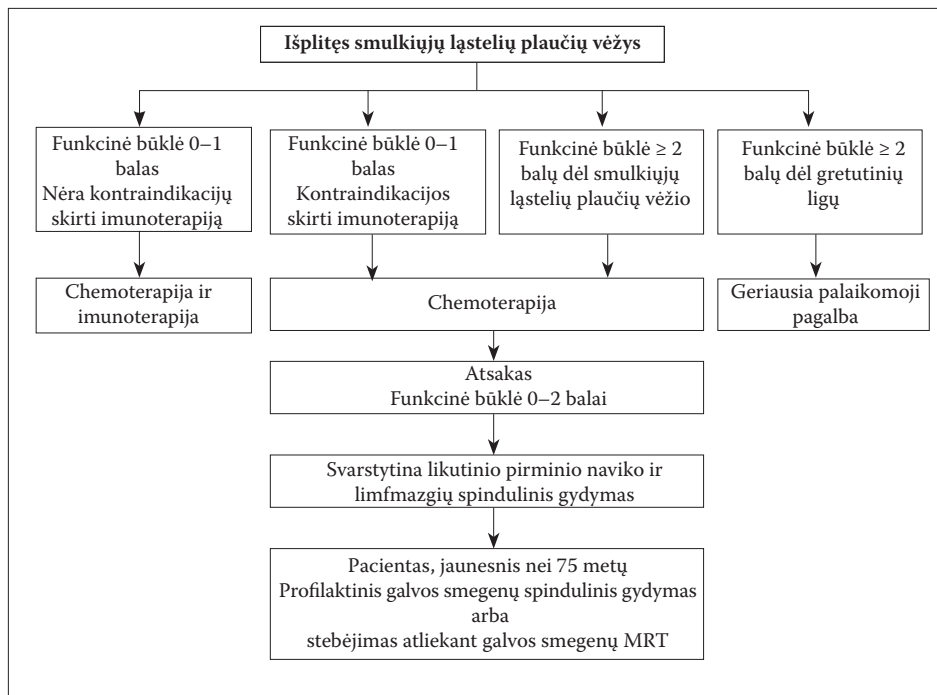 Išplitęs smulkiųjų ląstelių plaučių vėžys
Funkcinė būklė 0–1
balas
Nėra kontraindikacijų
skirti imunoterapiją
Funkcinė būklė 0–1
balas
Kontraindikacijos
skirti imunoterapiją
Funkcinė būklė ≥ 2
balų dėl smulkiųjų
ląstelių plaučių vėžio
Funkcinė būklė ≥ 2
balų dėl gretutinių
ligų
Chemoterapija ir
imunoterapija
Chemoterapija
Geriausia palaikomoji
pagalba
Atsakas
Funkcinė būklė 0–2 balai
Svarstytina likutinio pirminio naviko ir
limfmazgių spindulinis gydymas
Pacientas, jaunesnis nei 75 metų
Profilaktinis galvos smegenų spindulinis gydymas
arba
stebėjimas atliekant galvos smegenų MRT